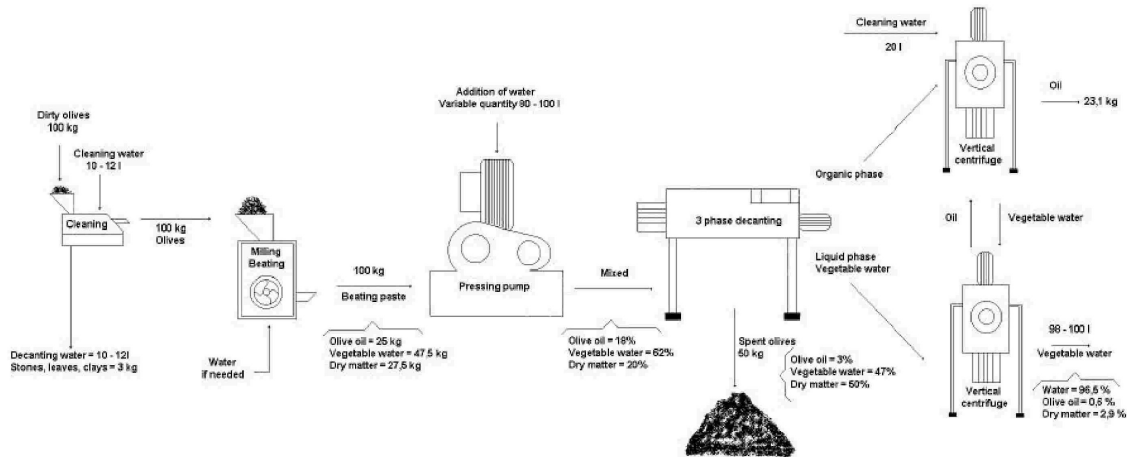 Dirty olives
100 kg
Cleaning water
10 - 12 l
Cleaning
100 kg
Olives
Decanting water = 10 - 12l
Stones, leaves, clays = 3 kg
Milling
Beating
Water
if needed
100 kg
Beating paste
Olive oil = 25 kg
Vegetable water = 47,5 kg
Dry matter = 27,5 kg
Addition of water
Variable quantity 80 - 100 l
Pressing pump
Mixed
Olive oil = 18%
Vegetable water = 62%
Dry matter = 20%
3 phase decanting
Spent olives
50 kg
Olive oil = 3%
Vegetable water = 47%
Dry matter = 50%
Organic phase
Liquid phase
Vegetable water
Cleaning water
20 l
Vertical
centrifuge
Oil
23,1 kg
Oil
Vegetable water
Vertical
centrifuge
98 - 100 l
Vegetable water
Water = 96,5 %
Olive oil = 0,6 %
Dry matter = 2,9 %